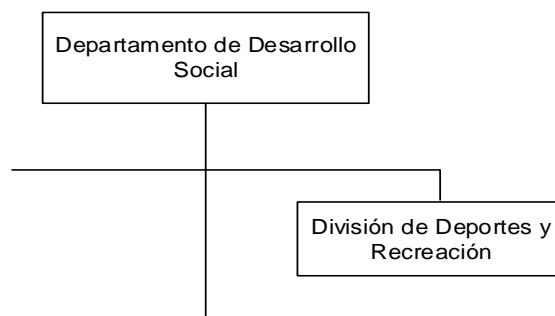 Departamento de Desarrollo
Social
División de Deportes y
Recreación